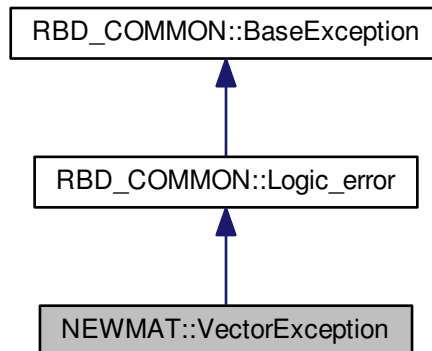 RBD_COMMON::BaseException
RBD_COMMON::Logic_error
NEWMAT::VectorException